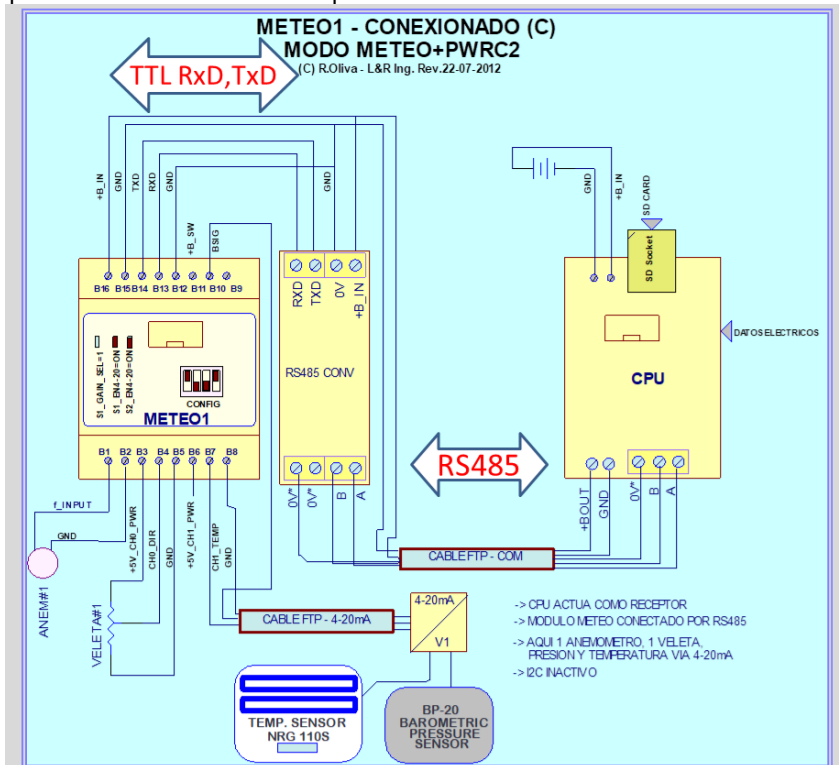 METEO1 - CONEXIONADO (C)
MODO METEO+PWRC2
(C) R.Oliva - L&R Ing. Rev.22-07-2012
TTL RxD,TxD
+B_IN
GND
TXD
RXD
GND
+B_SW
BSIG
GND
+B_IN
GND
+B_IN
SD CARD
SD Socket
B16 B15 B14 B13 B12 B11 B10 B9
S1_GAIN_SEL=1
S1_EN4-20=ON
S2_EN4-20=ON
CONFIG
METEO1
B1 B2 B3 B4 B5 B6 B7 B8
RXD
TXD
0V
+B_IN
RS485 CONV
0V*
0V*
B
A
RS485
DATOS ELECTRICOS
CPU
+BOUT
GND
0V*
B
A
f_INPUT
GND
+5V_CH0_PWR
CH0_DIR
GND
+5V_CH1_PWR
CH1_TEMP
GND
ANEM#1
VELETA#1
CABLE FTP - COM
CABLE FTP - 4-20mA
4-20mA
V1
-> CPU ACTUA COMO RECEPTOR
-> MODULO METEO CONECTADO POR RS485
-> AQUI 1 ANEMOMETRO, 1 VELETA,
PRESION Y TEMPERATURA VIA 4-20mA
-> I2C INACTIVO
TEMP. SENSOR
NRG 110S
BP-20
BAROMETRIC
PRESSURE
SENSOR